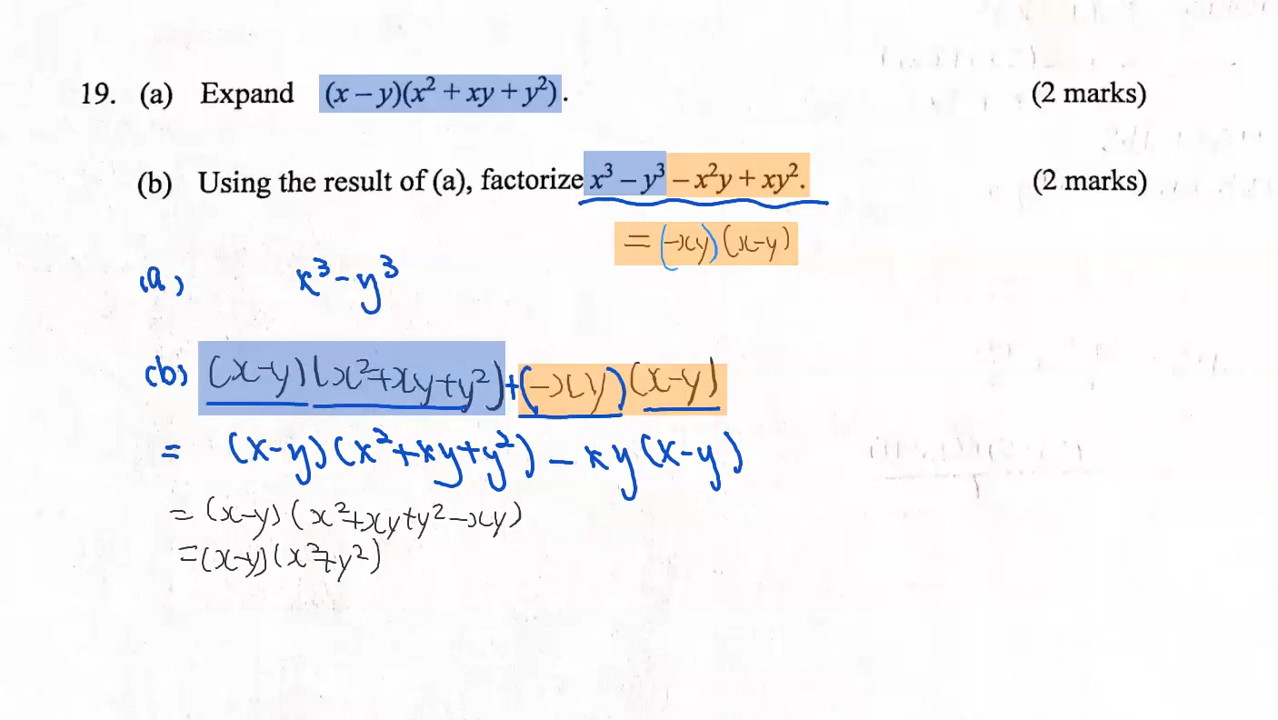 19. (a) Expand (x – y)(x² + xy + y²). (2 marks)
(b) Using the result of (a), factorize x³ – y³ – x²y + xy². (2 marks)
= (-xy) (x-y)
(a) x³-y³
(b) (x-y)(x²+xy+y²)+(-xy)(x-y)
= (x-y)(x²+xy+y²) - xy(x-y)
= (x-y) (x²+xy+y²-xy)
=(x-y)(x²+y²)